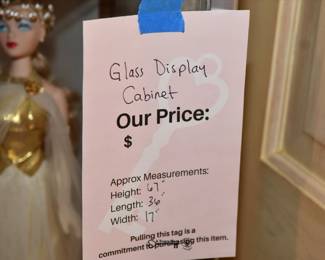 Glass Display
Cabinet
Our Price:
$
Approx Measurements:
Height: 67"
Length: 36"
Width: 17"
Pulling this tag is a
commitment to purchasing this item.